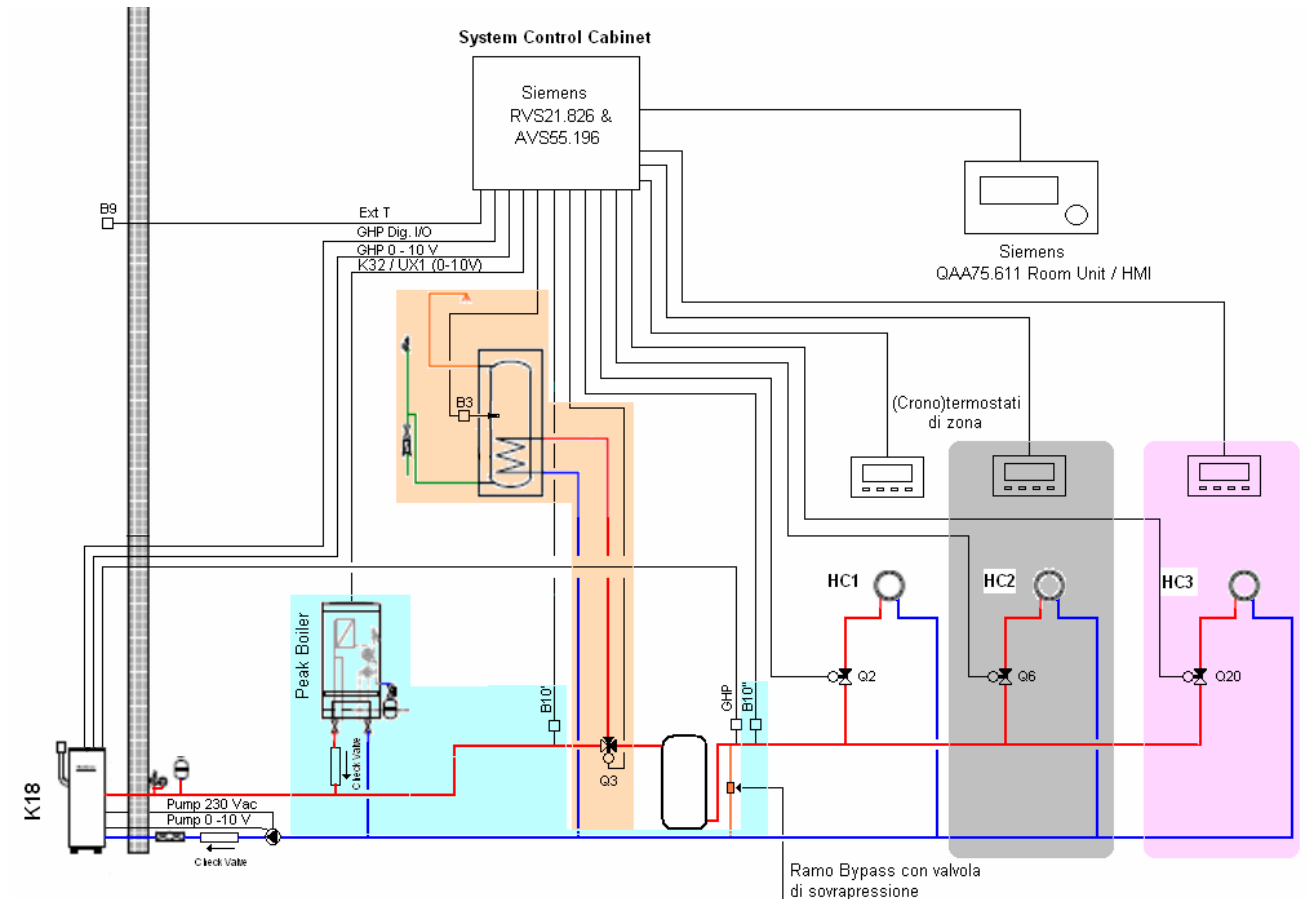 System Control Cabinet
Siemens
RVS21.826 &
AVS55.196
B9
Ext T
GHP Dig. I/O
GHP 0 - 10 V
K32 / UX1 (0-10V)
Siemens
QAA75.611 Room Unit / HMI
B3
(Crono)termostati
di zona
HC1
HC2
HC3
Peak Boiler
B10'
GHP
B10"
Q2
Q6
Q20
Check Valve
Q3
K18
Pump 230 Vac
Pump 0 -10 V
Check Valve
Ramo Bypass con valvola
di sovrapressione